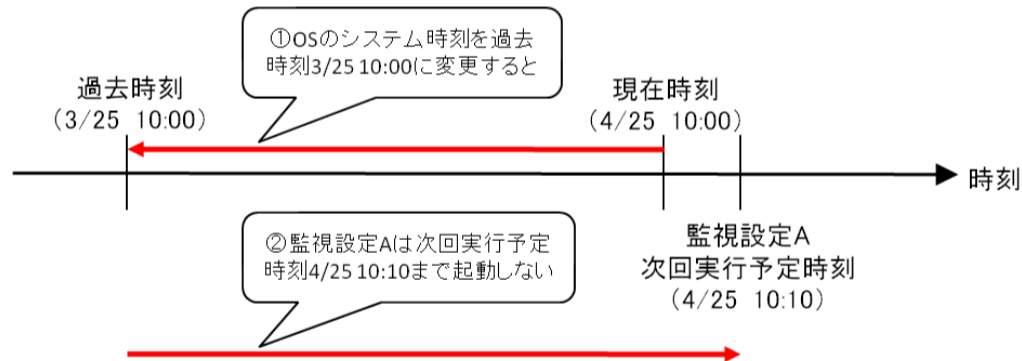 ①OSのシステム時刻を過去
時刻3/25 10:00に変更すると
過去時刻
(3/25 10:00)
現在時刻
(4/25 10:00)
時刻
②監視設定Aは次回実行予定
時刻4/25 10:10まで起動しない
監視設定A
次回実行予定時刻
(4/25 10:10)